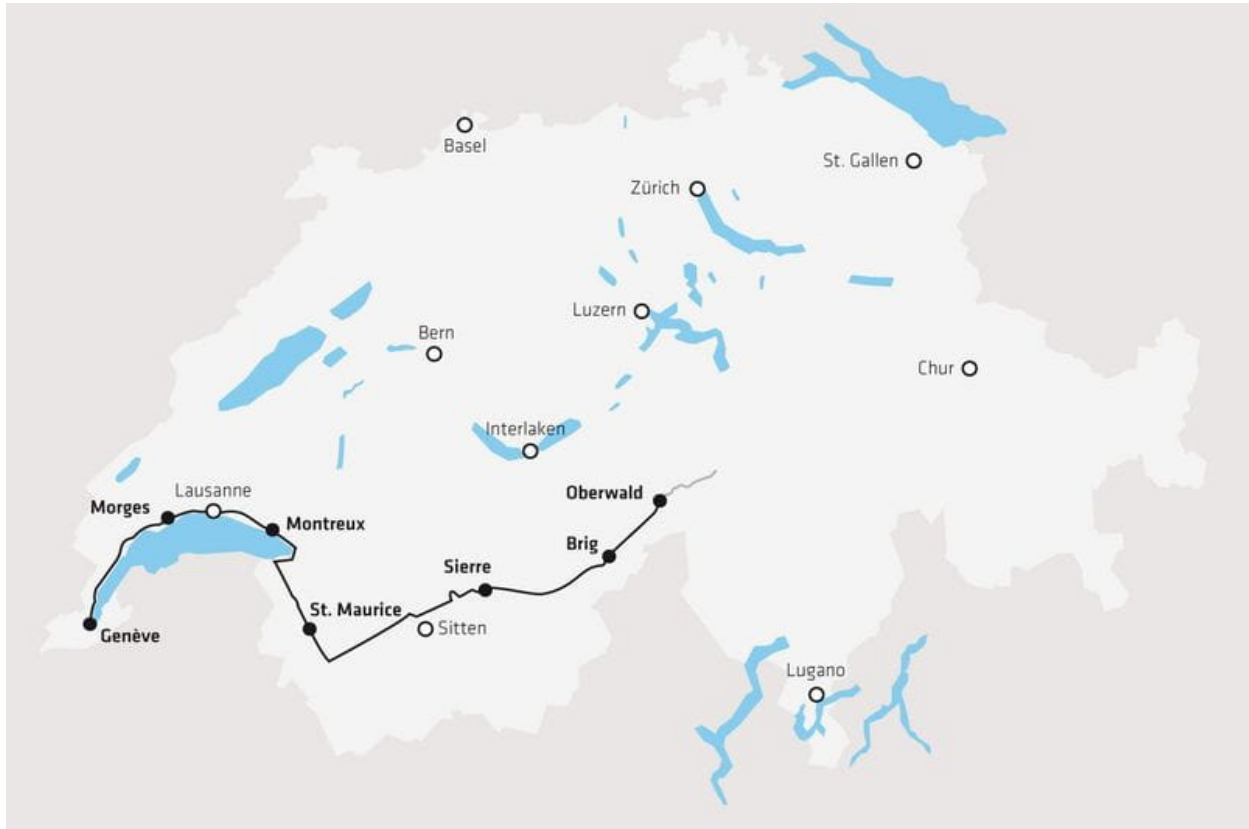 Basel
St. Gallen
Zürich
Luzern
Bern
Chur
Interlaken
Lausanne
Oberwald
Morges
Montreux
Brig
Sierre
St. Maurice
Sitten
Genève
Lugano